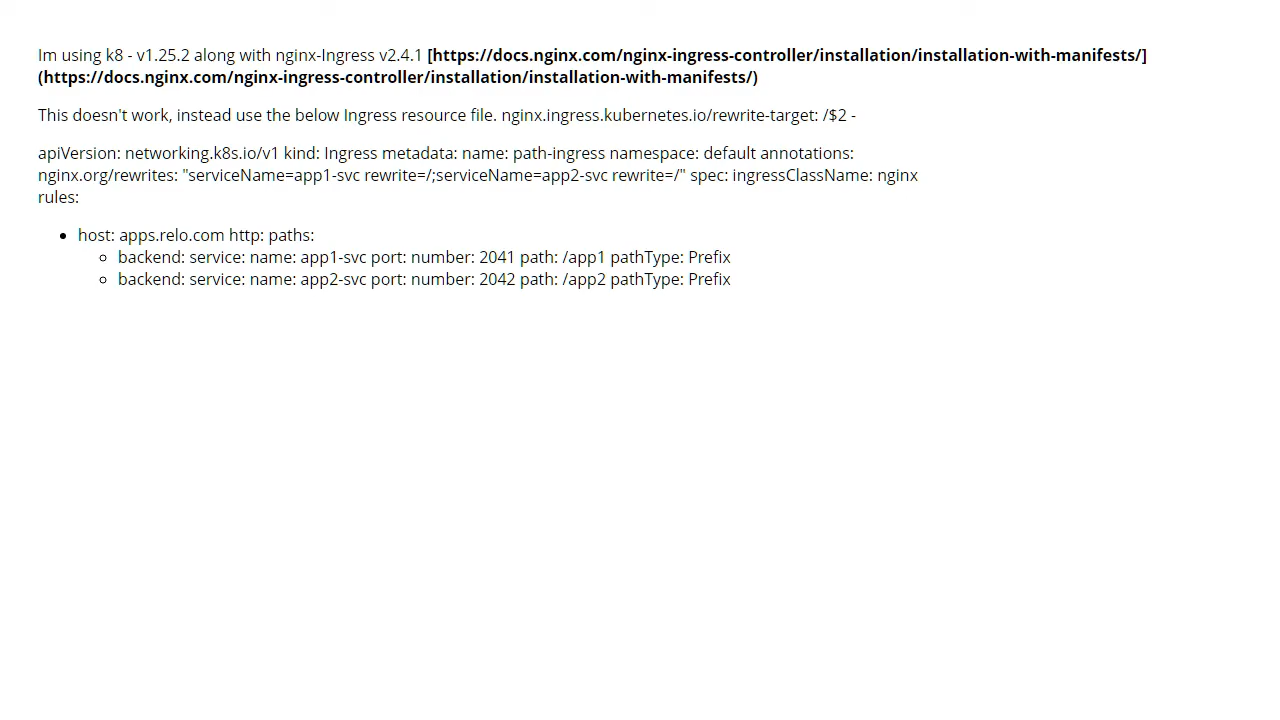 Im using k8 - v1.25.2 along with nginx-Ingress v2.4.1 [https://docs.nginx.com/nginx-ingress-controller/installation/installation-with-manifests/]
(https://docs.nginx.com/nginx-ingress-controller/installation/installation-with-manifests/)
This doesn't work, instead use the below Ingress resource file. nginx.ingress.kubernetes.io/rewrite-target: /$2 -
apiVersion: networking.k8s.io/v1 kind: Ingress metadata: name: path-ingress namespace: default annotations:
nginx.org/rewrites: "serviceName=app1-svc rewrite=/;serviceName=app2-svc rewrite=/" spec: ingressClassName: nginx
rules:
• host: apps.relo.com http: paths:
◦ backend: service: name: app1-svc port: number: 2041 path: /app1 pathType: Prefix
◦ backend: service: name: app2-svc port: number: 2042 path: /app2 pathType: Prefix